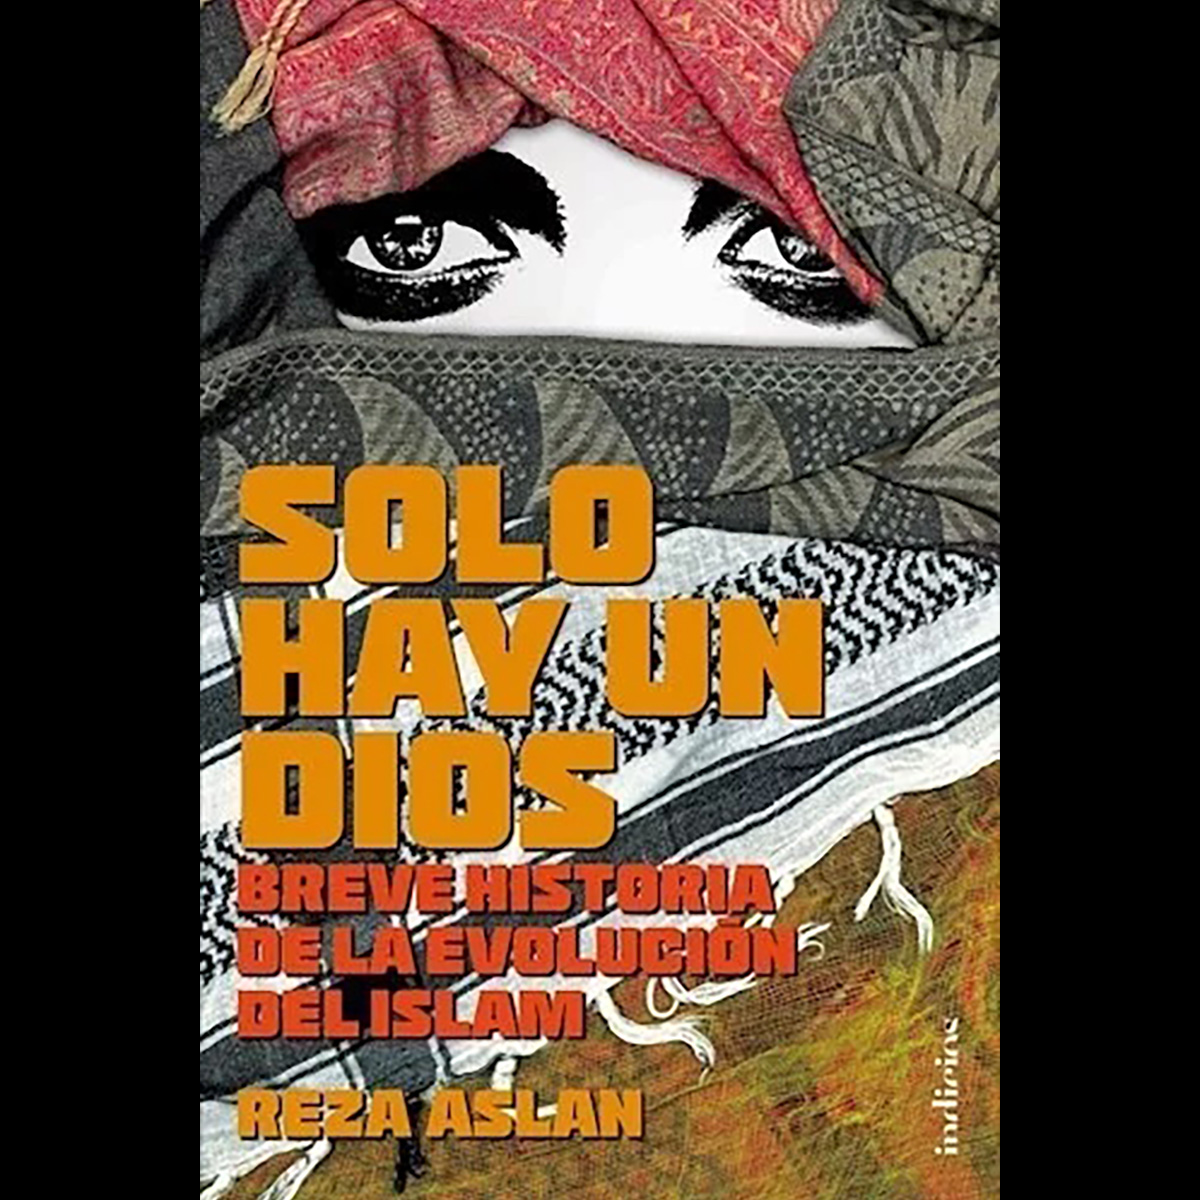 SOLO
HAY UN
DIOS
BREVE HISTORIA
DE LA EVOLUCIÓN
DEL ISLAM
REZA ASLAN
indicios